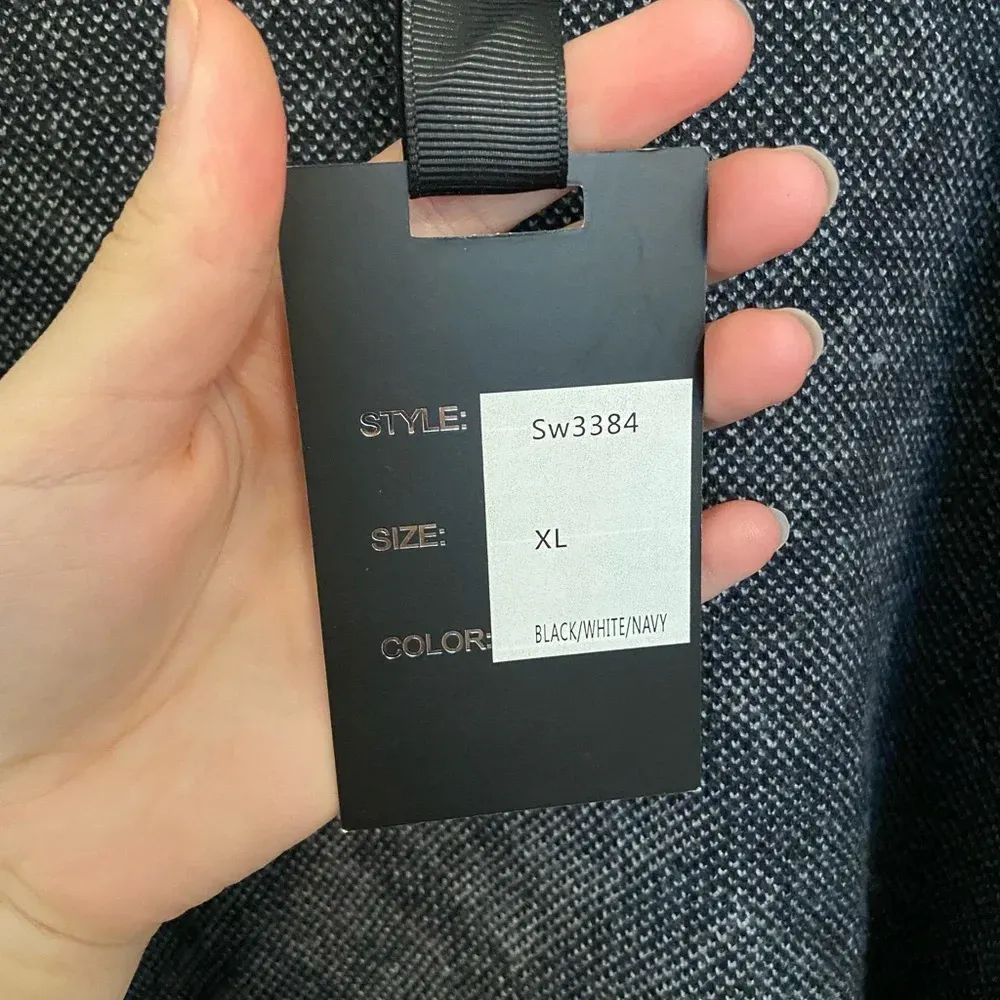 STYLE: Sw3384
SIZE: XL
COLOR: BLACK/WHITE/NAVY